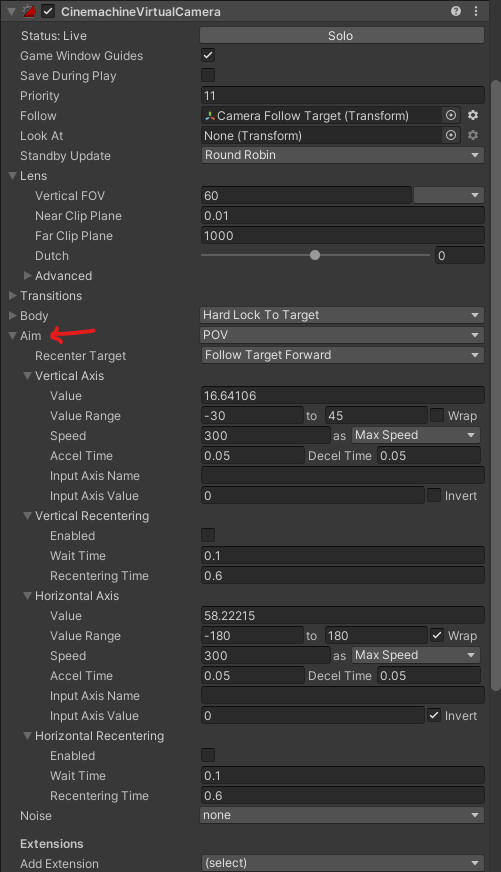 CinemachineVirtualCamera
Status: Live Solo
Game Window Guides
Save During Play
Priority 11
Follow Camera Follow Target (Transform)
Look At None (Transform)
Standby Update Round Robin
Lens
Vertical FOV 60
Near Clip Plane 0.01
Far Clip Plane 1000
Dutch 0
Advanced
Transitions
Body Hard Lock To Target
Aim POV
Recenter Target Follow Target Forward
Vertical Axis
Value 16.64106
Value Range -30 to 45 Wrap
Speed 300 as Max Speed
Accel Time 0.05 Decel Time 0.05
Input Axis Name
Input Axis Value 0 Invert
Vertical Recentering
Enabled
Wait Time 0.1
Recentering Time 0.6
Horizontal Axis
Value 58.22215
Value Range -180 to 180 Wrap
Speed 300 as Max Speed
Accel Time 0.05 Decel Time 0.05
Input Axis Name
Input Axis Value 0 Invert
Horizontal Recentering
Enabled
Wait Time 0.1
Recentering Time 0.6
Noise none
Extensions
Add Extension (select)